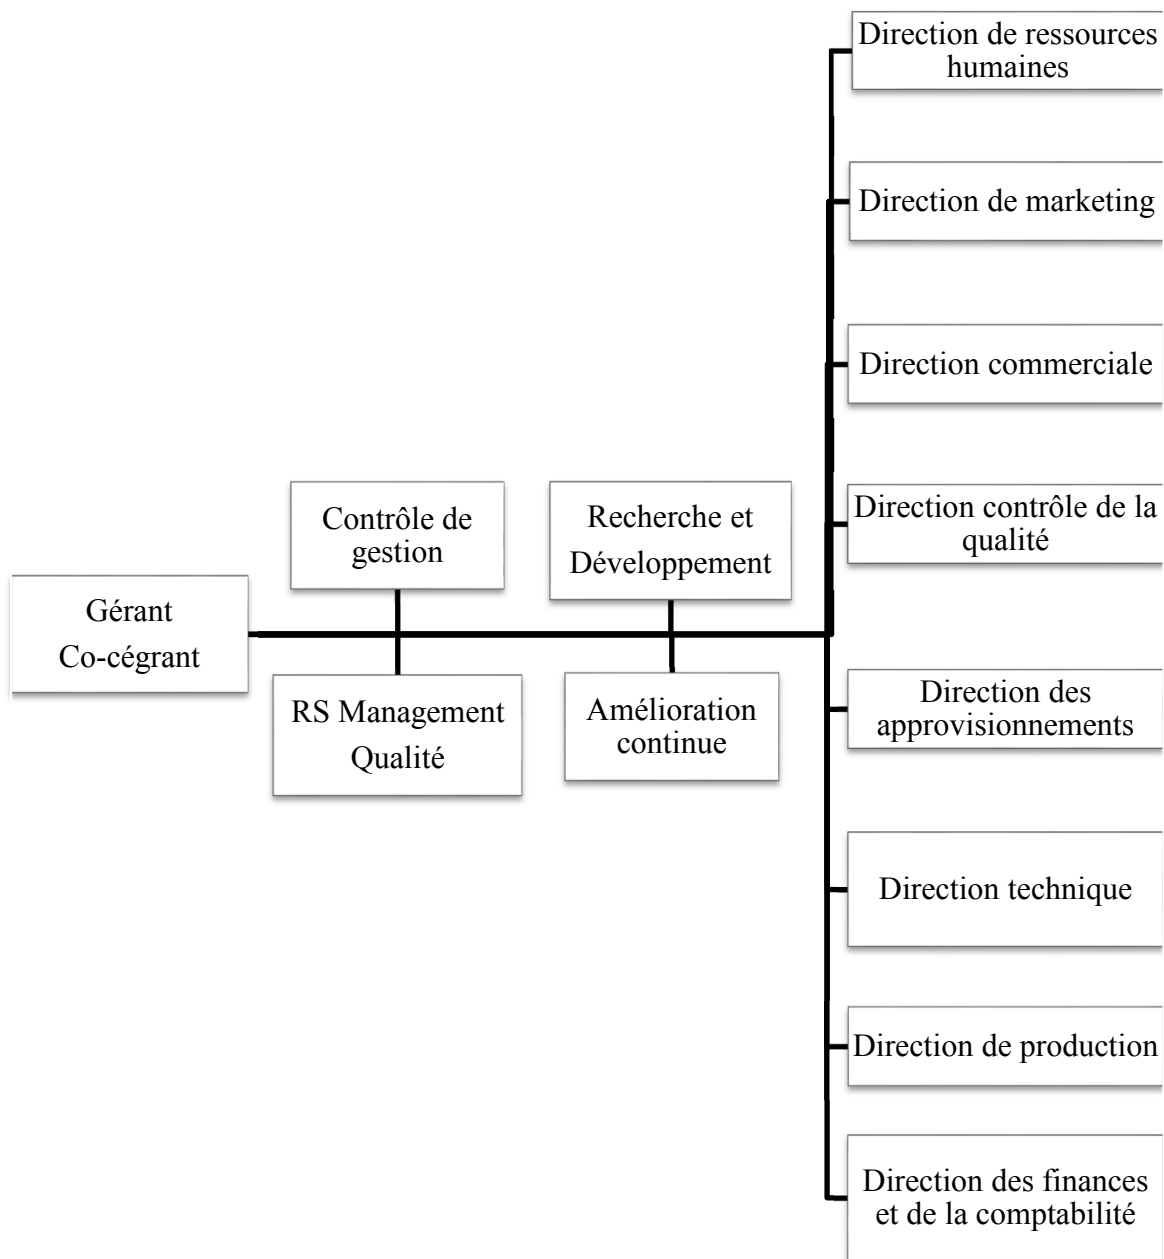 Direction de ressources
humaines
Direction de marketing
Direction commerciale
Direction contrôle de la
qualité
Contrôle de
gestion
Recherche et
Développement
Gérant
Co-cégrant
RS Management
Qualité
Amélioration
continue
Direction des
approvisionnements
Direction technique
Direction de production
Direction des finances
et de la comptabilité